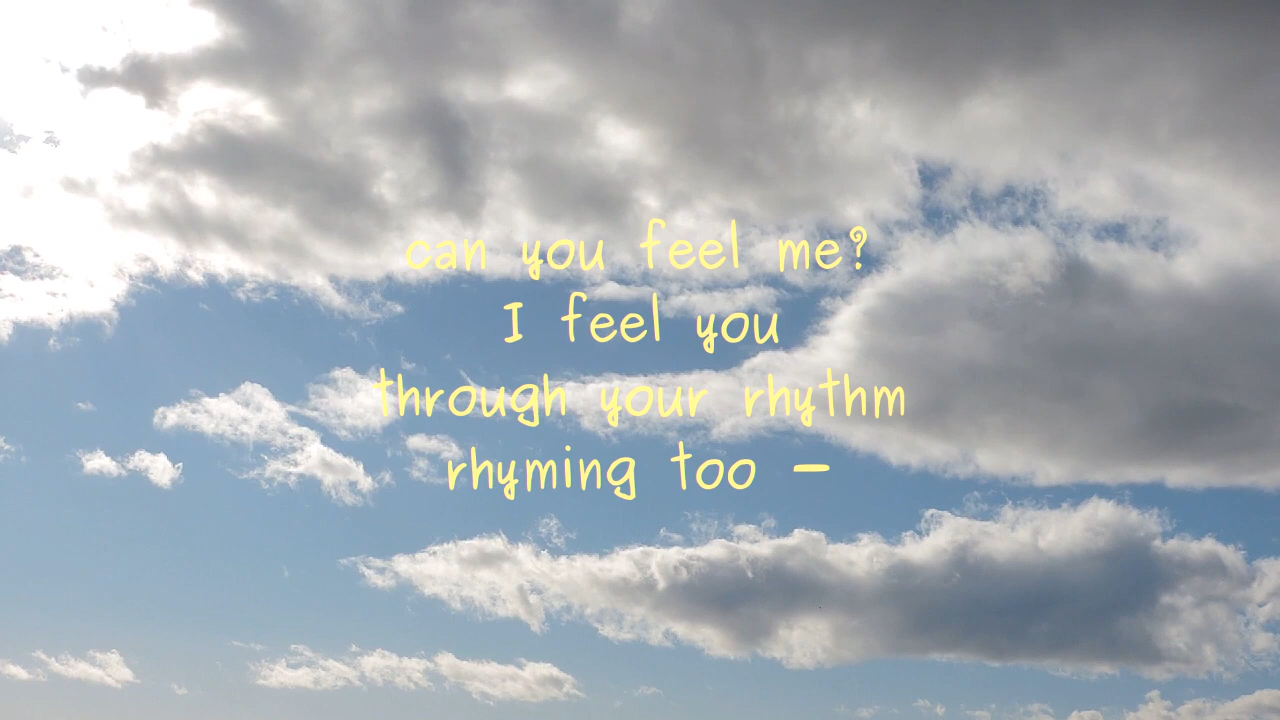 can you feel me?
I feel you
through your rhythm
rhyming too –